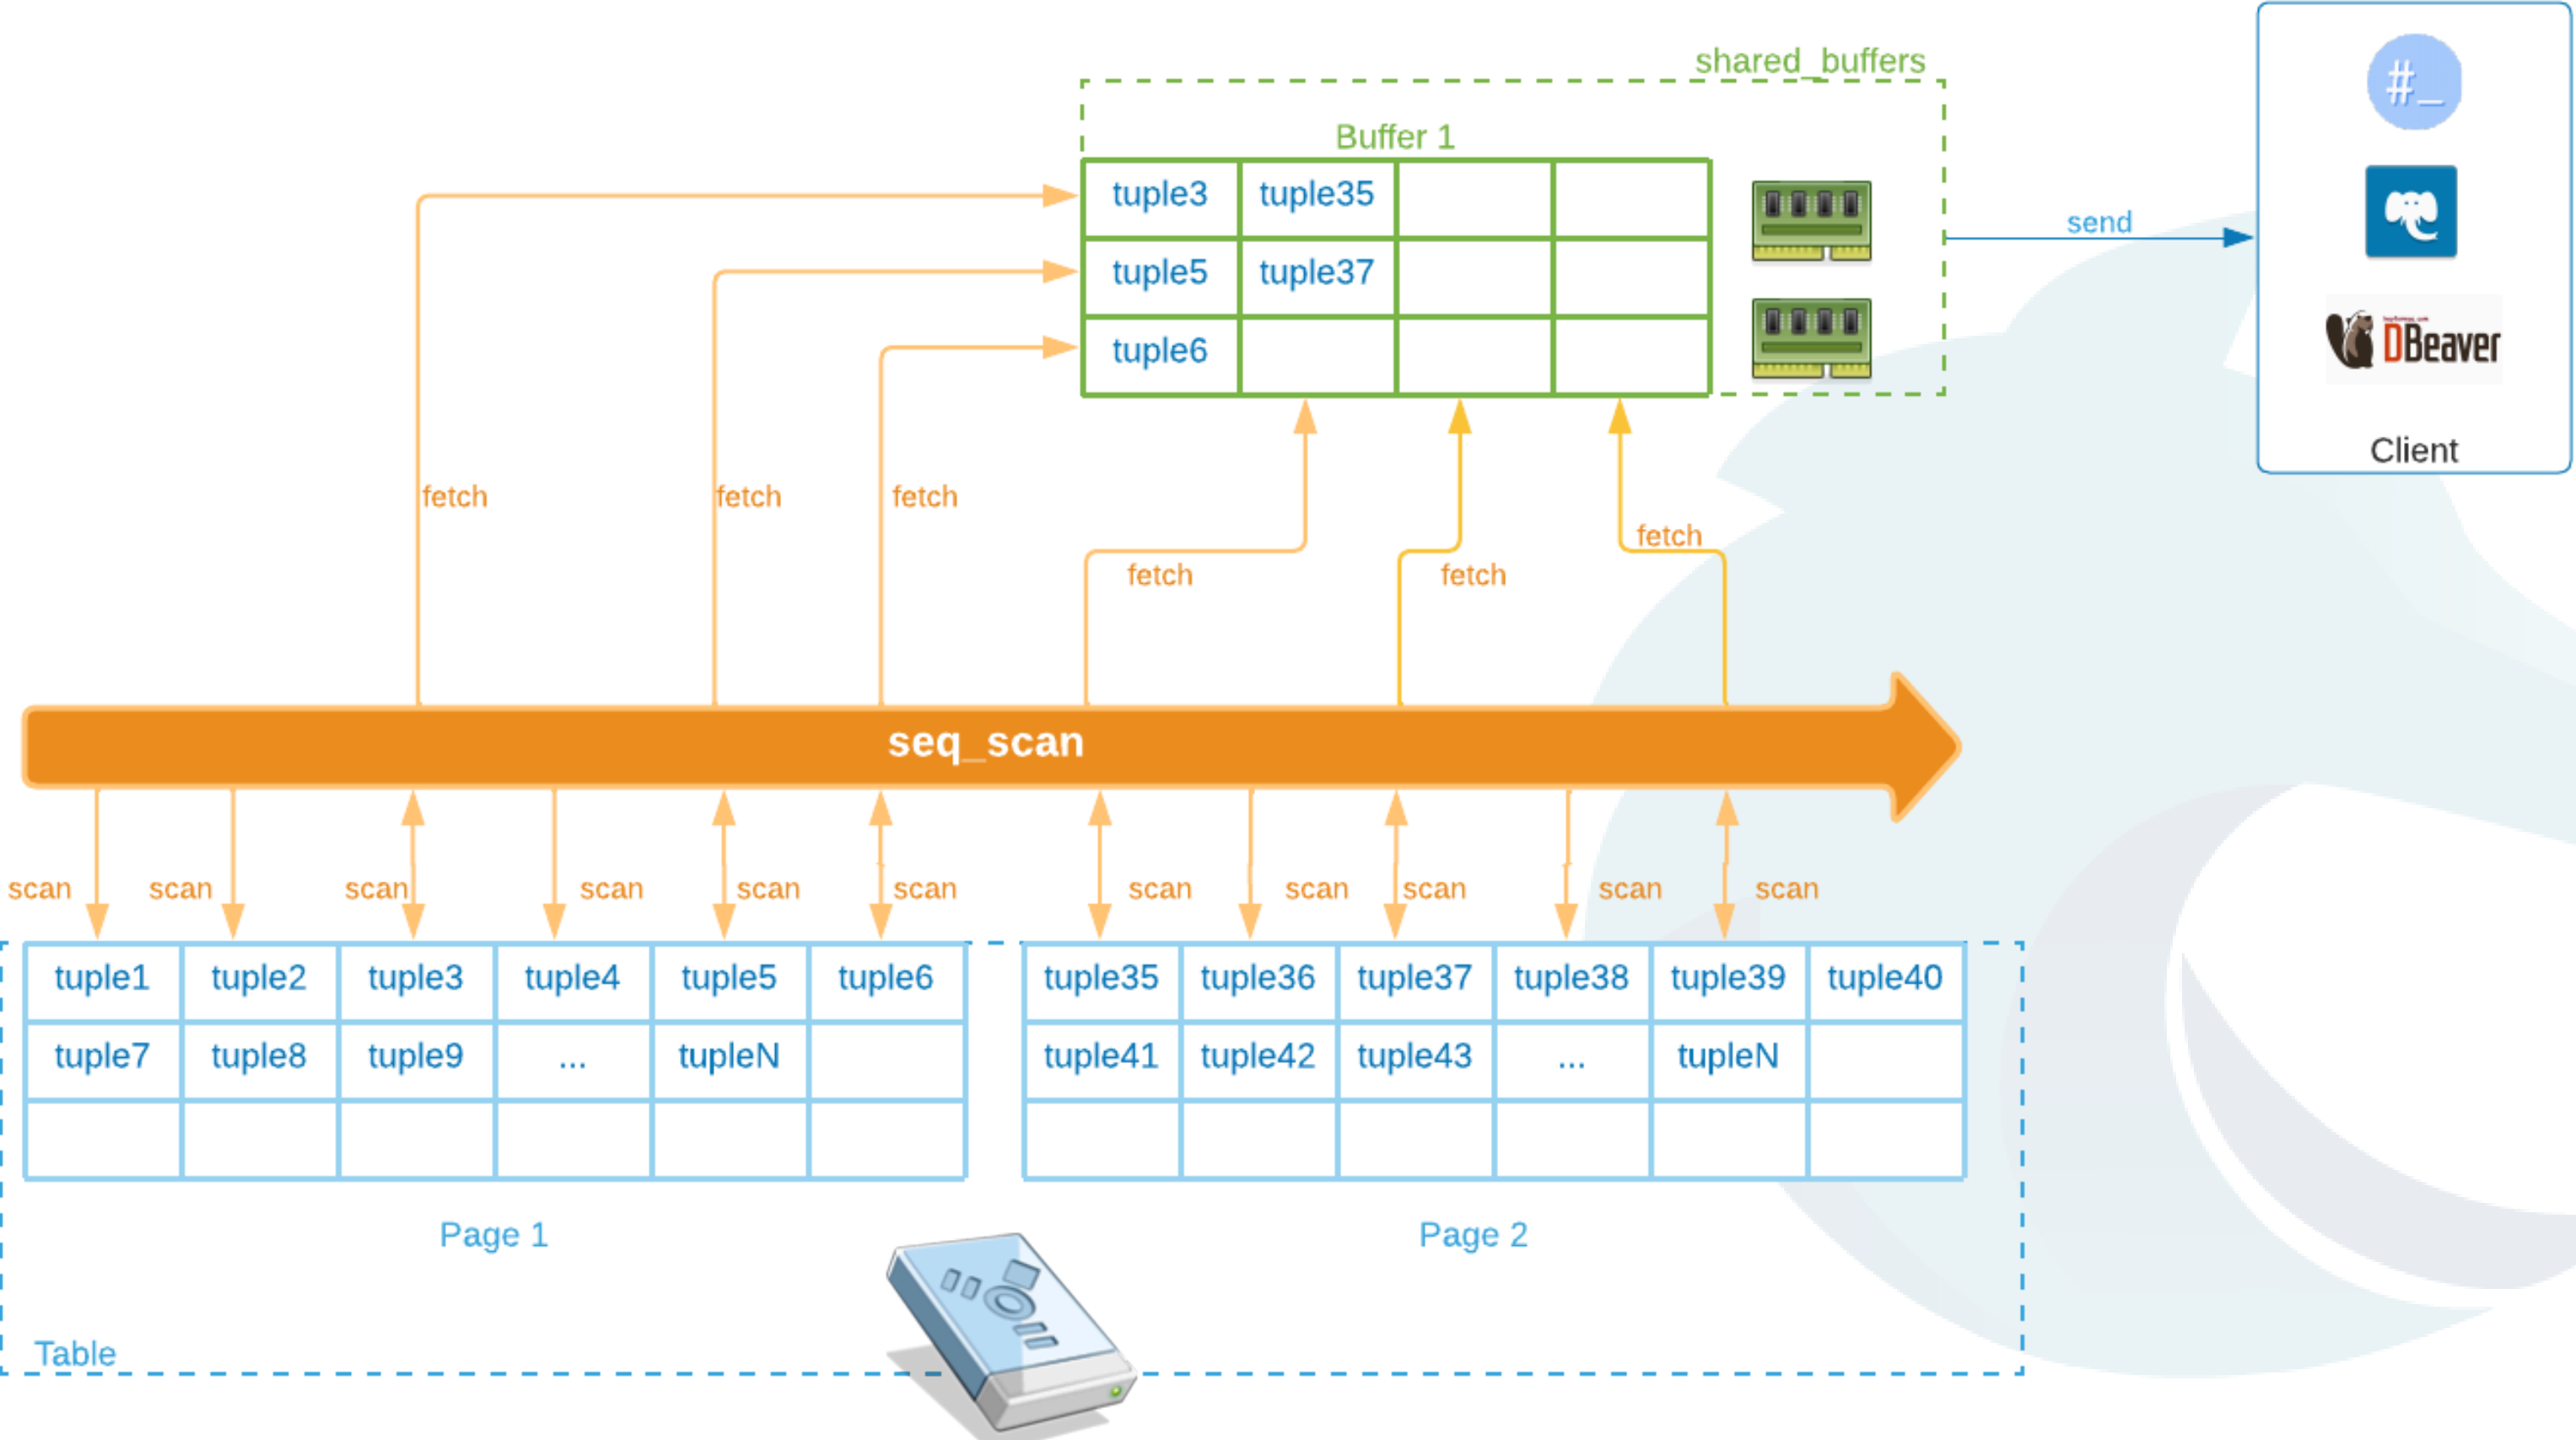 shared_buffers
#_
Buffer 1
tuple3 tuple35
tuple5 tuple37
tuple6
send
DBeaver
Client
fetch fetch fetch
fetch
fetch fetch
seq_scan
scan scan scan scan scan scan scan scan scan scan scan
tuple1 tuple2 tuple3 tuple4 tuple5 tuple6
tuple7 tuple8 tuple9 ... tupleN
tuple35 tuple36 tuple37 tuple38 tuple39 tuple40
tuple41 tuple42 tuple43 ... tupleN
Page 1
Page 2
Table